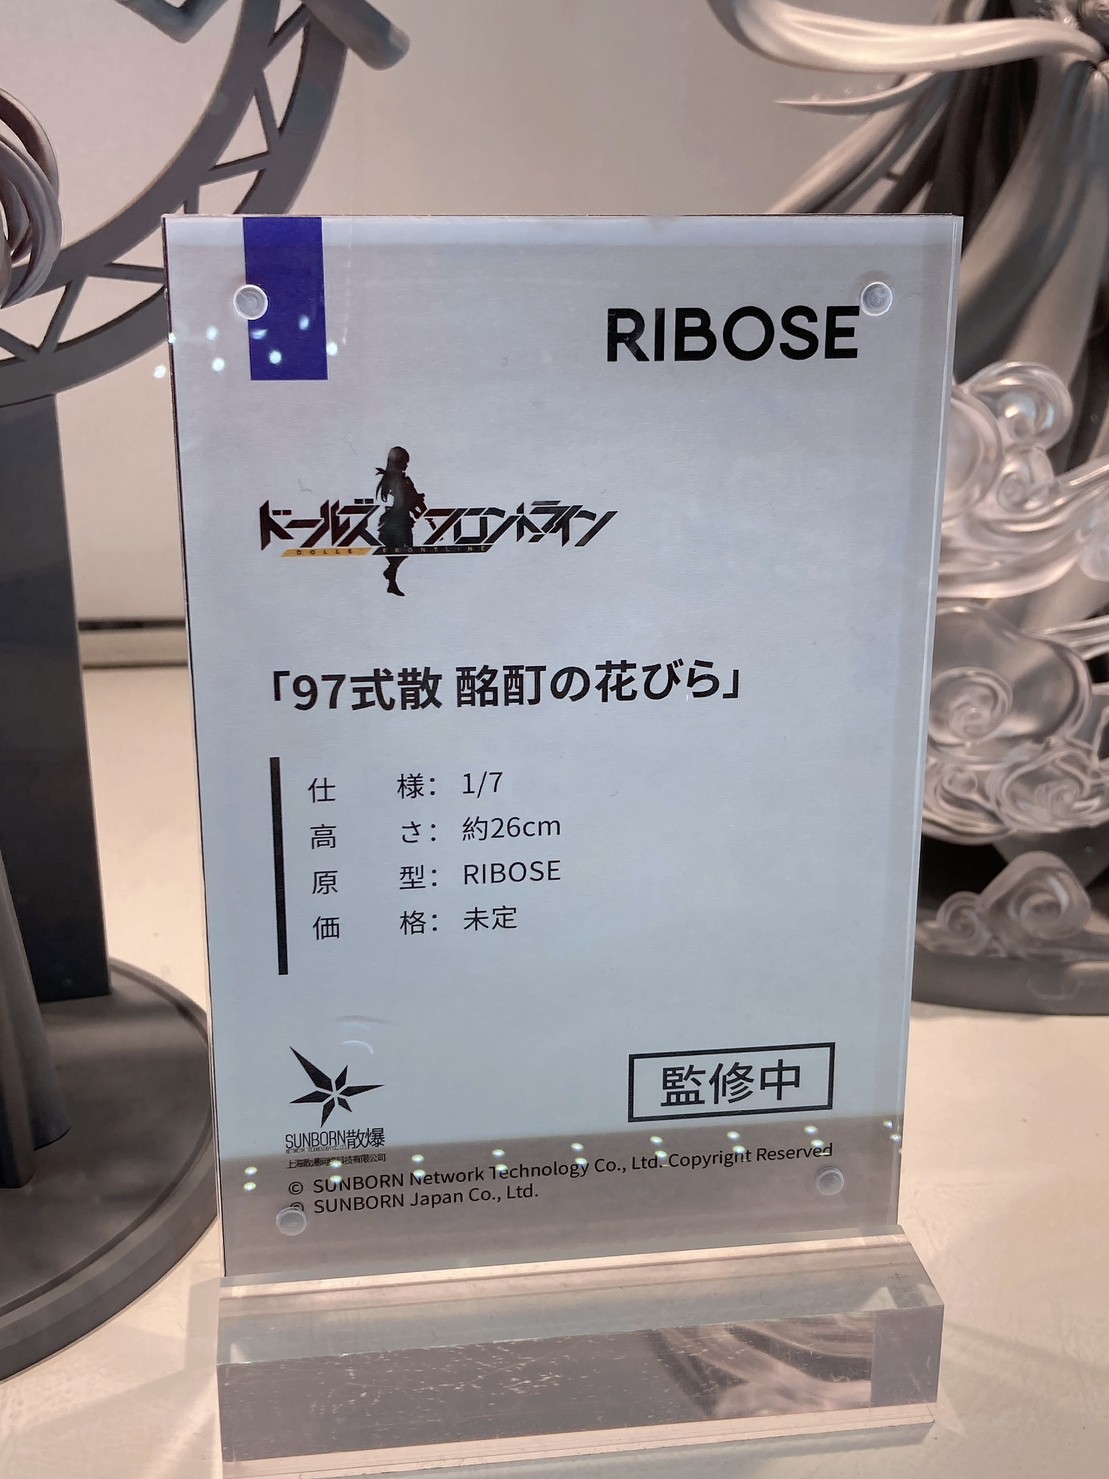 RIBOSE
ドールズフロントライン
DOLLS FRONTLINE
「97式散 酩酊の花びら」
仕様： 1/7
高さ： 約26cm
原型： RIBOSE
価格： 未定
監修中
SUNBORN散爆
© SUNBORN Network Technology Co., Ltd. Copyright Reserved
© SUNBORN Japan Co., Ltd.